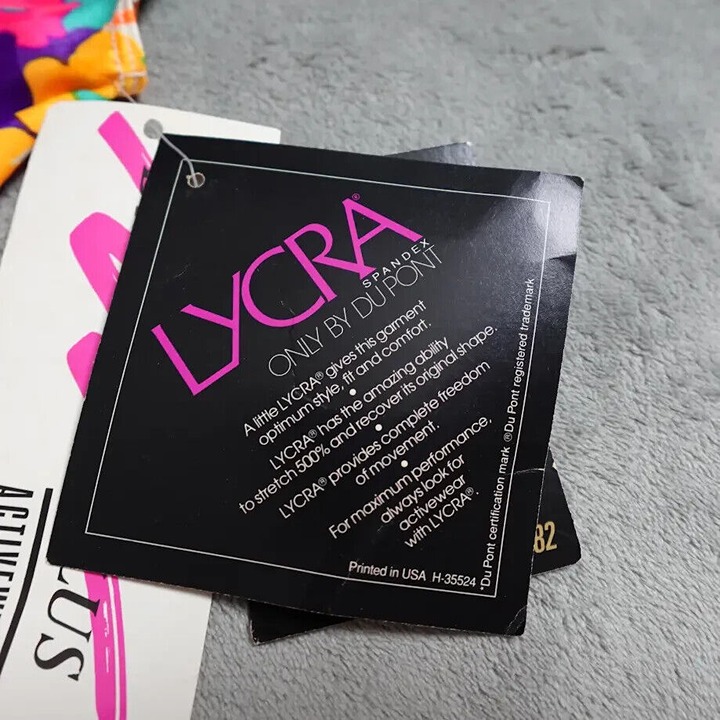 LYCRA®
SPANDEX
ONLY BY DU PONT
A little LYCRA® gives this garment
optimum style, fit and comfort.
•
LYCRA® has the amazing ability
to stretch 500% and recover its original shape.
•
LYCRA® provides complete freedom
of movement.
•
For maximum performance,
always look for
activewear
with LYCRA®.
Printed in USA H-35524
*Du Pont certification mark ®Du Pont registered trademark
82
US